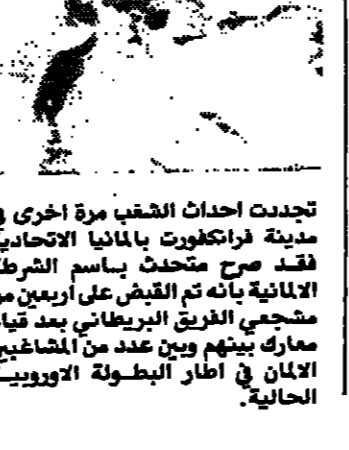 تجددت احداث الشغب مرة اخرى في
مدينة فرانكفورت بالمانيا الاتحادية
فقد صرح متحدث باسم الشرطة
الالمانية بانه تم القبض على اربعين من
مشجعي الفريق البريطاني بعد قيام
معارك بينهم وبين عدد من المشاغبين
الالمان في اطار البطولة الاوروبية
الحالية.